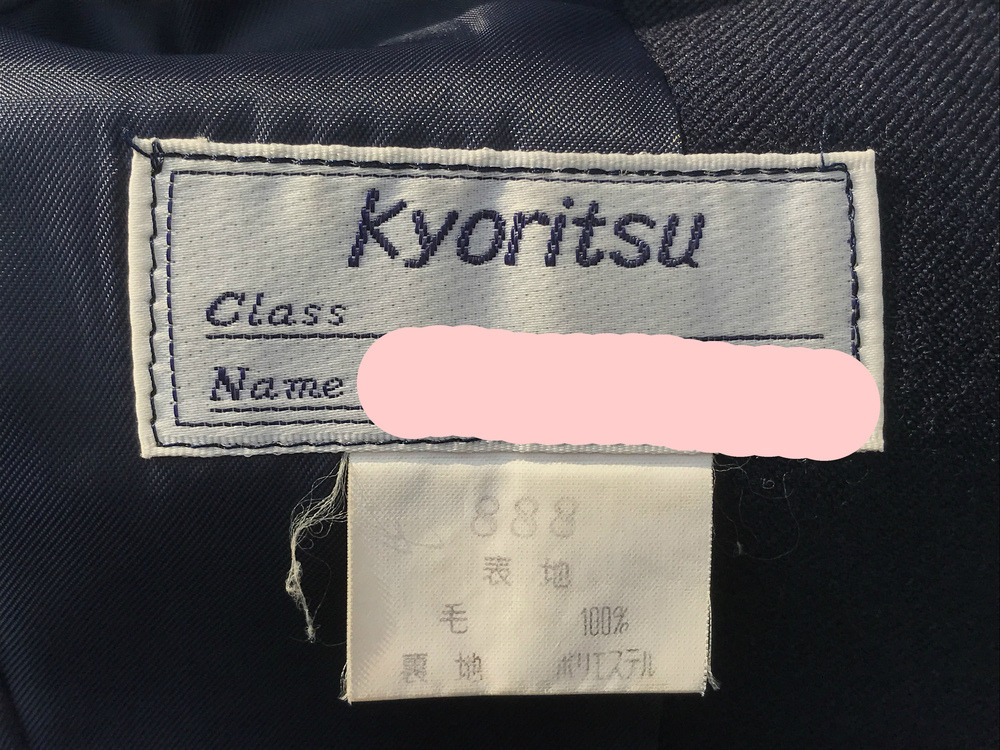 Kyoritsu
Class
Name
888
表 地
毛 100%
裏 地 ポリエステル